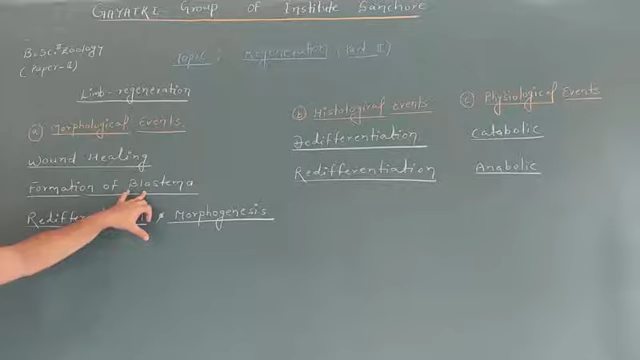 GAYATRI Group of Institute Sanchore
B.Sc. II Zoology
(Paper-II)
Topic : Regeneration (Part II)
Limb-regeneration
(a) Morphological Events
Wound Healing
Formation of Blastema
Morphogenesis
(b) Histological events
Dedifferentiation
Redifferentiation
(c) Physiological Events
Catabolic
Anabolic